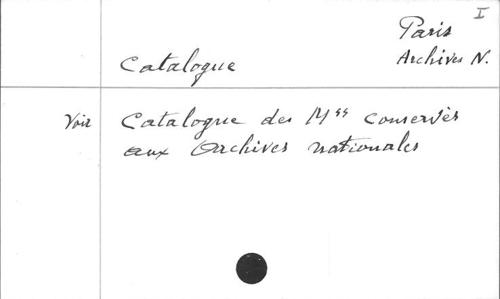 I
Paris
Archives N.
Catalogue
Voir Catalogue des Mss conservés
aux Archives nationales